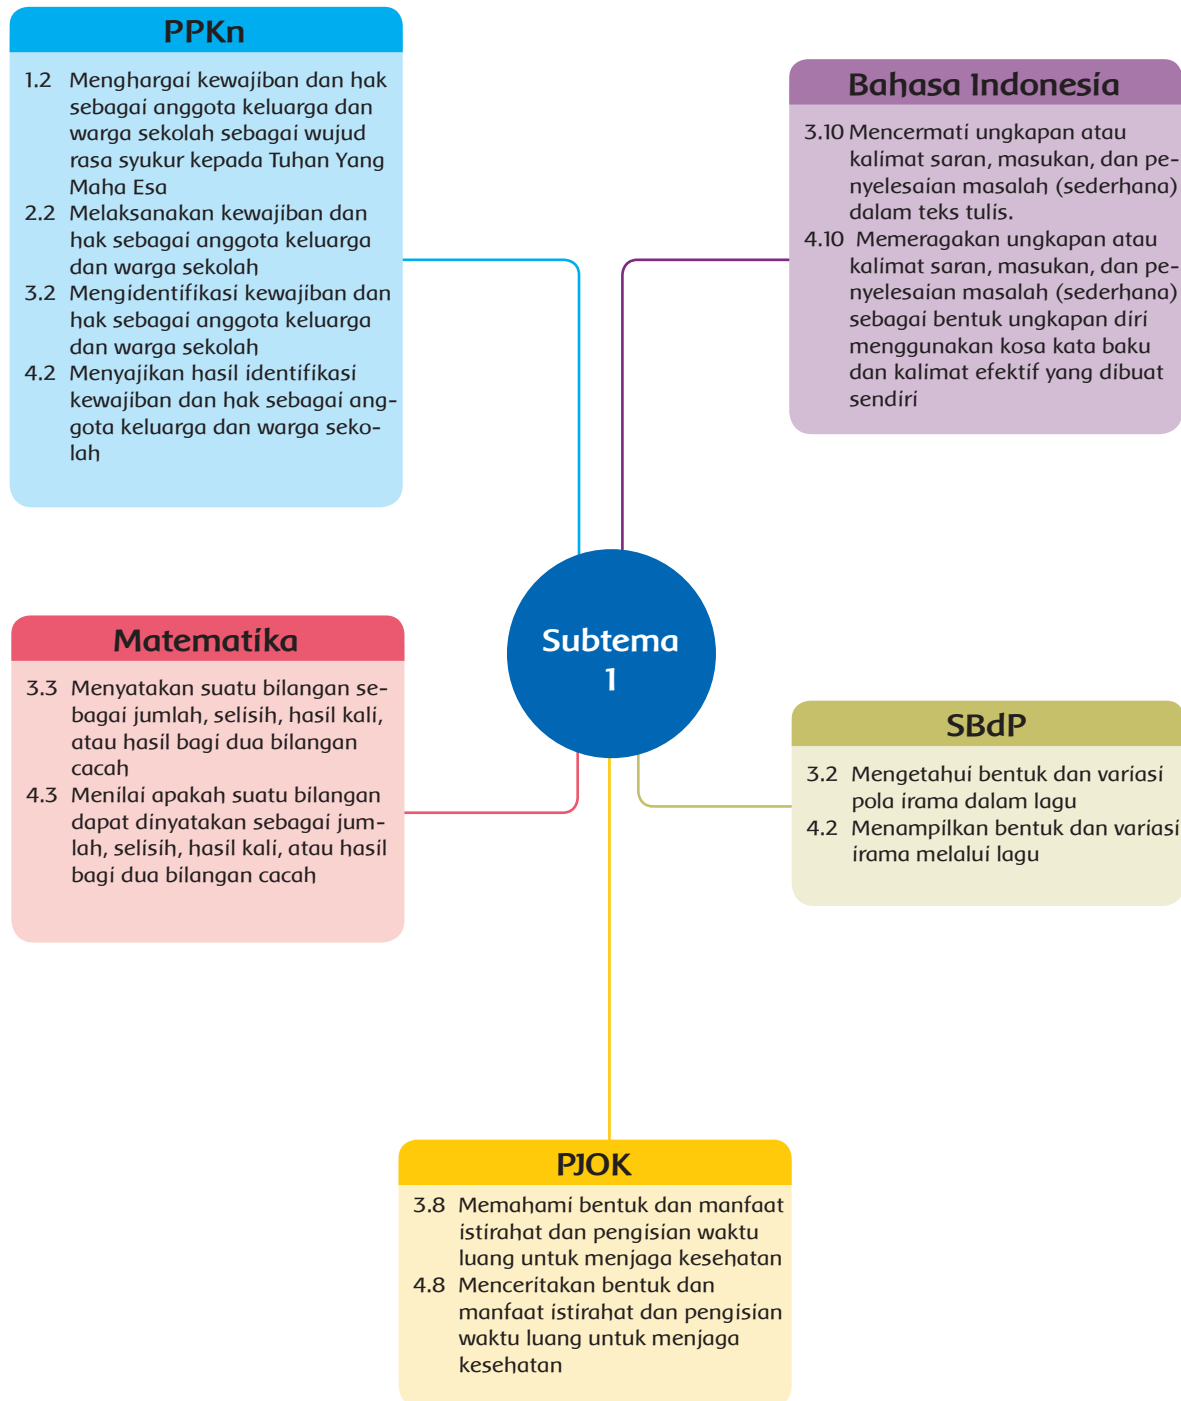 PPKn
1.2 Menghargai kewajiban dan hak
sebagai anggota keluarga dan
warga sekolah sebagai wujud
rasa syukur kepada Tuhan Yang
Maha Esa
2.2 Melaksanakan kewajiban dan
hak sebagai anggota keluarga
dan warga sekolah
3.2 Mengidentifikasi kewajiban dan
hak sebagai anggota keluarga
dan warga sekolah
4.2 Menyajikan hasil identifikasi
kewajiban dan hak sebagai ang-
gota keluarga dan warga seko-
lah
Bahasa Indonesia
3.10 Mencermati ungkapan atau
kalimat saran, masukan, dan pe-
nyelesaian masalah (sederhana)
dalam teks tulis.
4.10 Memeragakan ungkapan atau
kalimat saran, masukan, dan pe-
nyelesaian masalah (sederhana)
sebagai bentuk ungkapan diri
menggunakan kosa kata baku
dan kalimat efektif yang dibuat
sendiri
Subtema
1
Matematika
3.3 Menyatakan suatu bilangan se-
bagai jumlah, selisih, hasil kali,
atau hasil bagi dua bilangan
cacah
4.3 Menilai apakah suatu bilangan
dapat dinyatakan sebagai jum-
lah, selisih, hasil kali, atau hasil
bagi dua bilangan cacah
SBdP
3.2 Mengetahui bentuk dan variasi
pola irama dalam lagu
4.2 Menampilkan bentuk dan variasi
irama melalui lagu
PJOK
3.8 Memahami bentuk dan manfaat
istirahat dan pengisian waktu
luang untuk menjaga kesehatan
4.8 Menceritakan bentuk dan
manfaat istirahat dan pengisian
waktu luang untuk menjaga
kesehatan